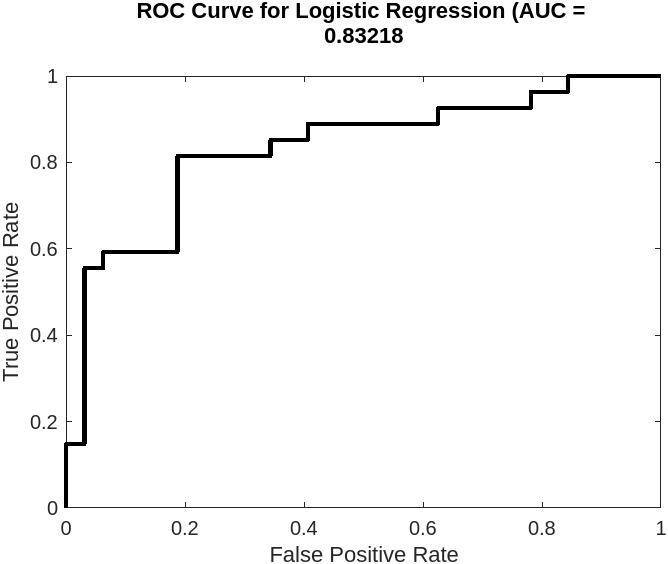 ROC Curve for Logistic Regression (AUC =
0.83218
1
0.8
0.6
0.4
0.2
0
True Positive Rate
0 0.2 0.4 0.6 0.8 1
False Positive Rate